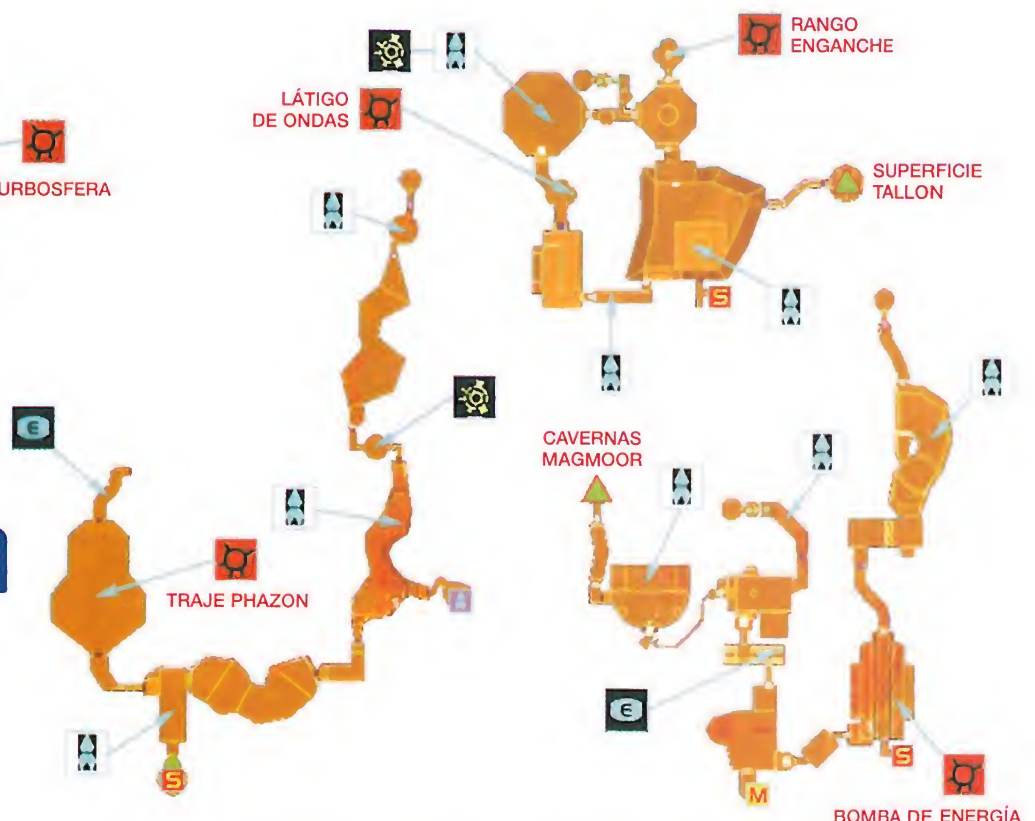 RANGO
ENGANCHE
LÁTIGO
DE ONDAS
URBOSFERA
SUPERFICIE
TALLON
S
CAVERNAS
MAGMOOR
TRAJE PHAZON
S
S
M
BOMBA DE ENERGÍA